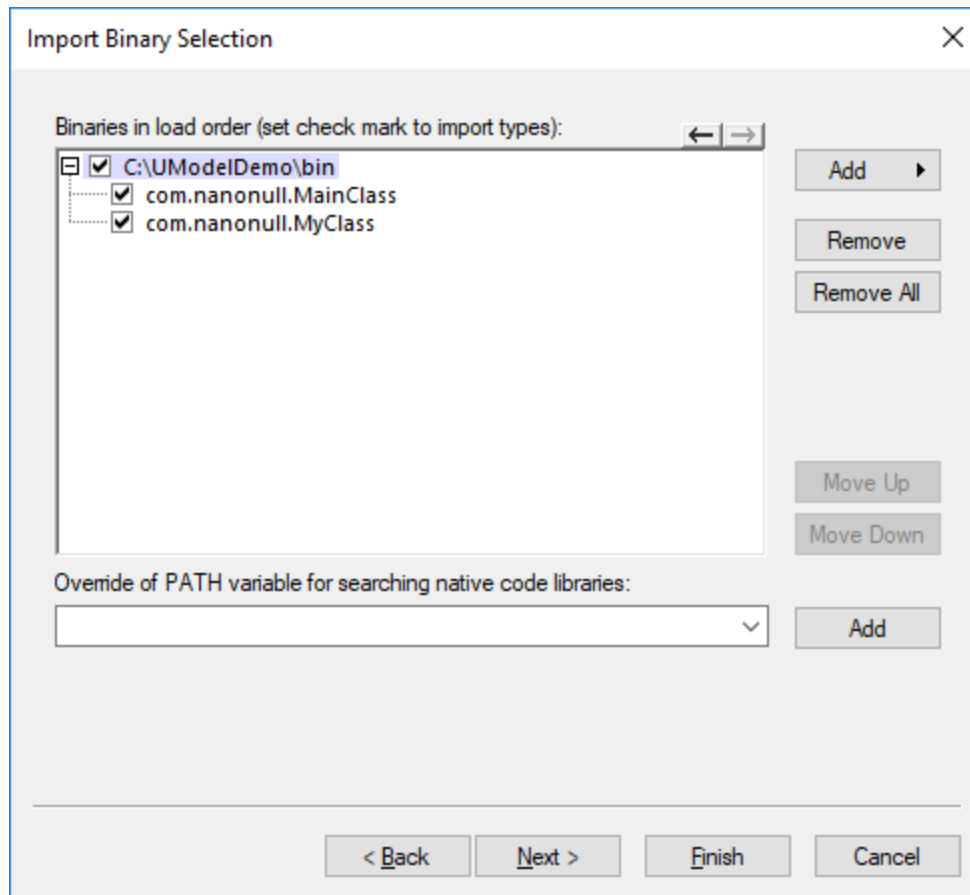 Import Binary Selection
Binaries in load order (set check mark to import types):
C:\UModelDemo\bin
com.nanonull.MainClass
com.nanonull.MyClass
Add
Remove
Remove All
Move Up
Move Down
Override of PATH variable for searching native code libraries:
Add
< Back
Next >
Finish
Cancel